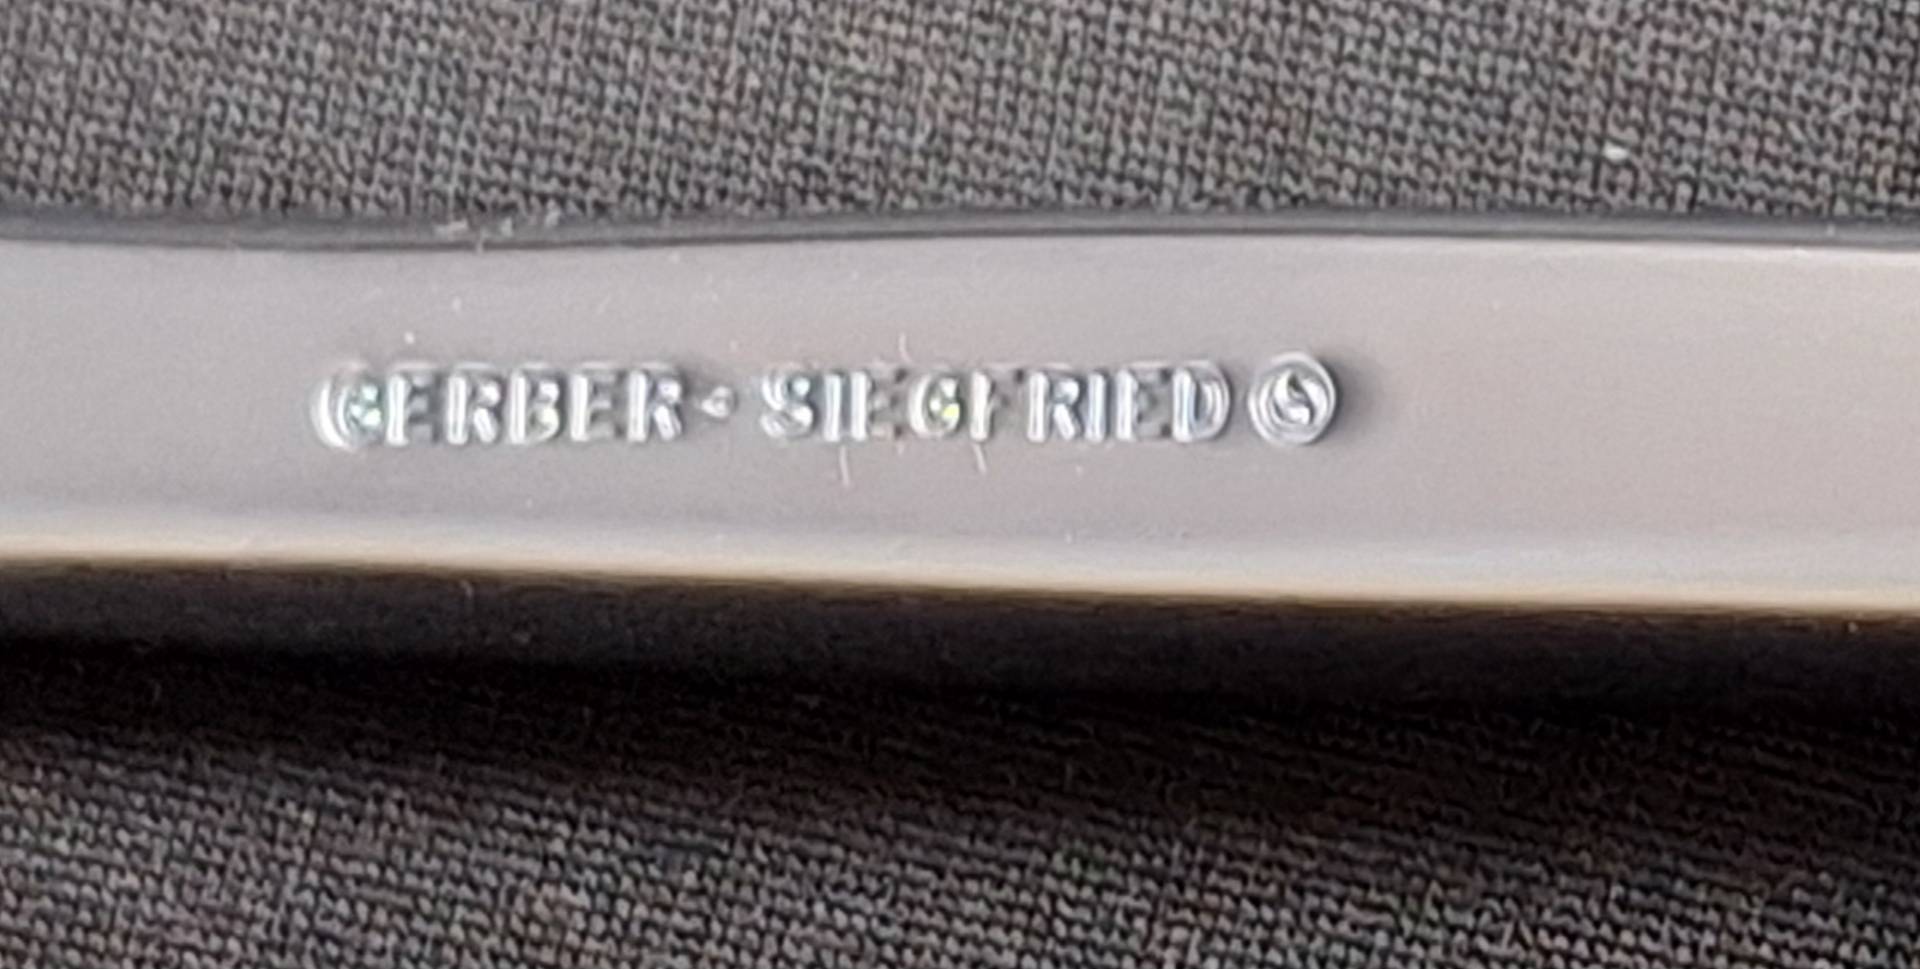 GERBER · SIEGFRIED